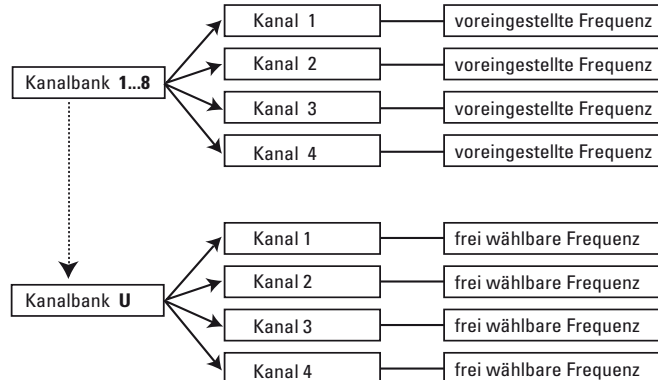 Kanal 1 voreingestellte Frequenz
Kanal 2 voreingestellte Frequenz
Kanalbank 1...8
Kanal 3 voreingestellte Frequenz
Kanal 4 voreingestellte Frequenz
Kanal 1 frei wählbare Frequenz
Kanal 2 frei wählbare Frequenz
Kanalbank U
Kanal 3 frei wählbare Frequenz
Kanal 4 frei wählbare Frequenz